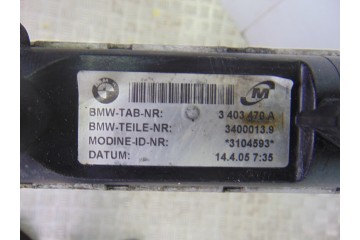 BMW-TAB-NR: 3 403 470 A
BMW-TEILE-NR: 3400013.9
MODINE-ID-NR: *3104593*
DATUM: 14.4.05 7:35